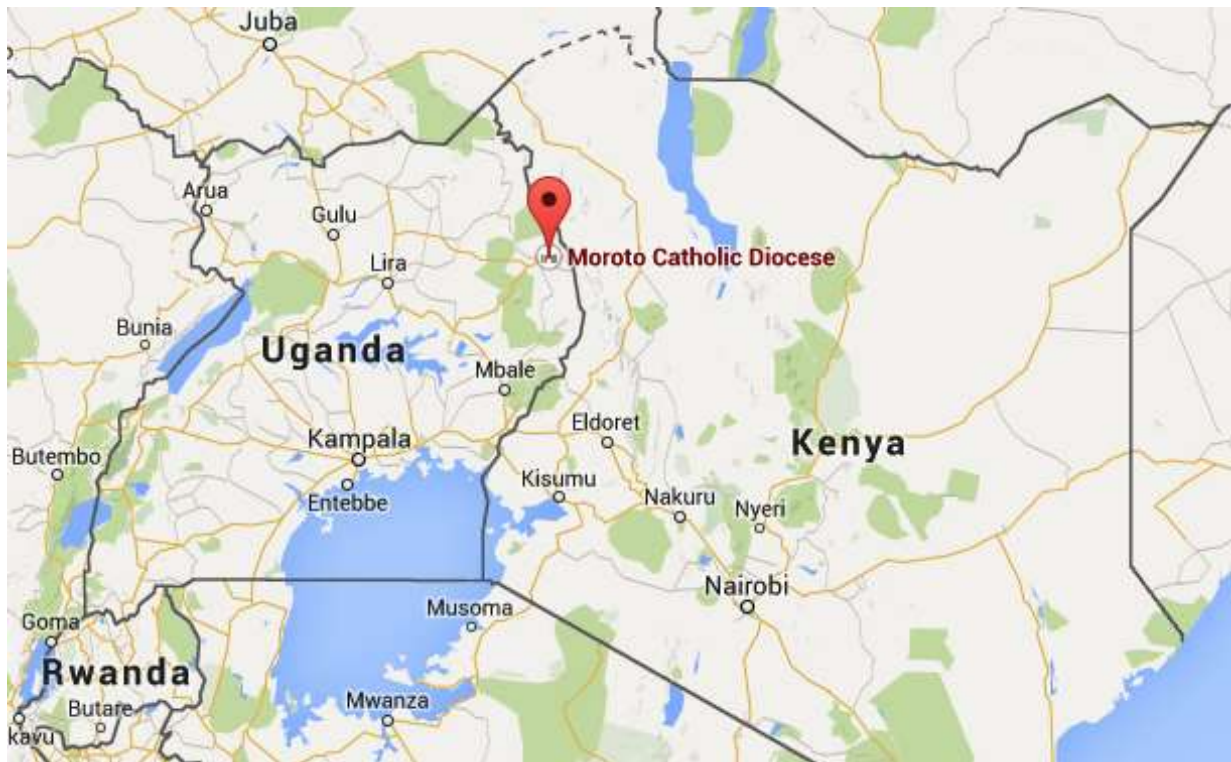 Juba
Arua
Gulu
Moroto Catholic Diocese
Lira
Bunia
Uganda
Mbale
Eldoret
Kampala
Kenya
Butembo
Kisumu
Entebbe
Nakuru
Nyeri
Nairobi
Musoma
Goma
Rwanda
Mwanza
Butare
kavu